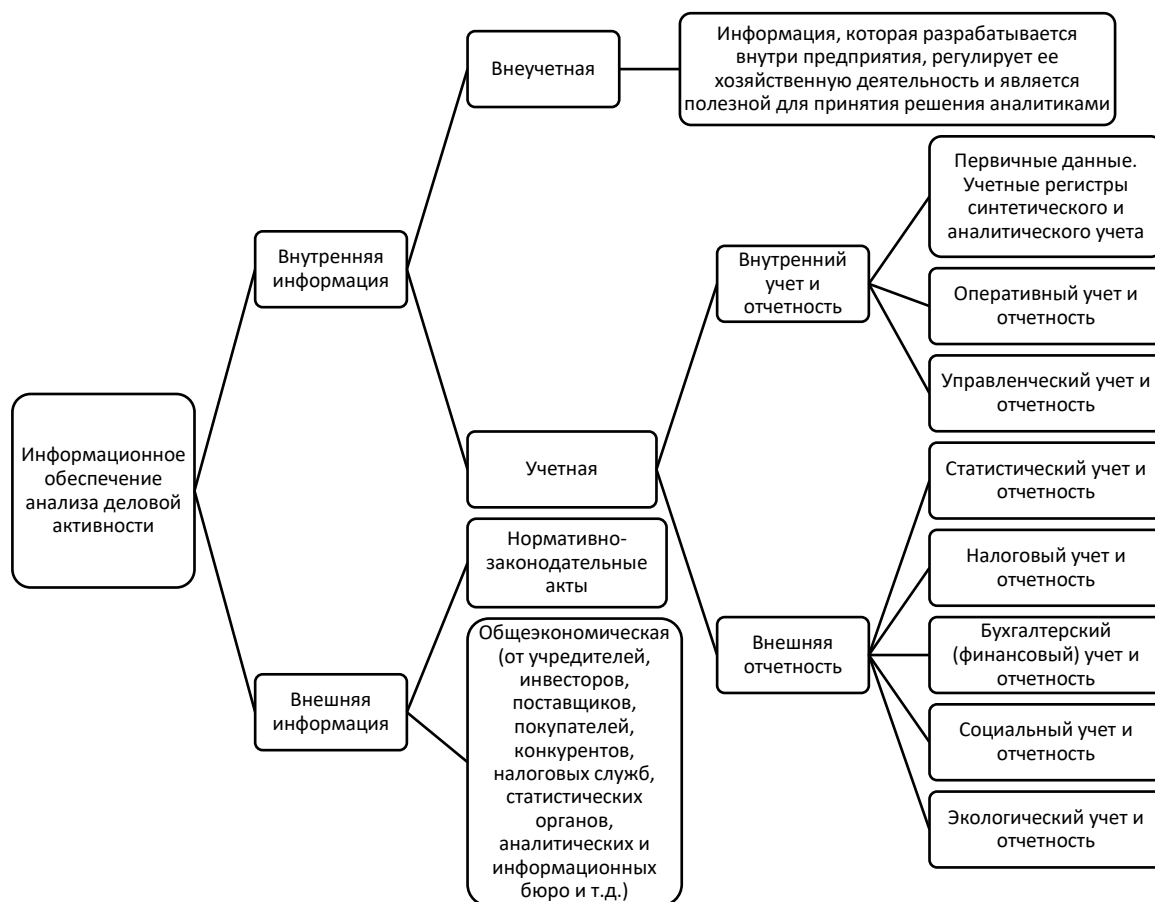 Внеучетная
Информация, которая разрабатывается
внутри предприятия, регулирует ее
хозяйственную деятельность и является
полезной для принятия решения аналитиками
Первичные данные.
Учетные регистры
синтетического и
аналитического учета
Внутренняя
информация
Внутренний
учет и
отчетность
Оперативный учет и
отчетность
Управленческий учет и
отчетность
Информационное
обеспечение
анализа деловой
активности
Учетная
Статистический учет и
отчетность
Нормативно-
законодательные
акты
Налоговый учет и
отчетность
Внешняя
информация
Общеэкономическая
(от учредителей,
инвесторов,
поставщиков,
покупателей,
конкурентов,
налоговых служб,
статистических
органов,
аналитических и
информационных
бюро и т.д.)
Внешняя
отчетность
Бухгалтерский
(финансовый) учет и
отчетность
Социальный учет и
отчетность
Экологический учет и
отчетность